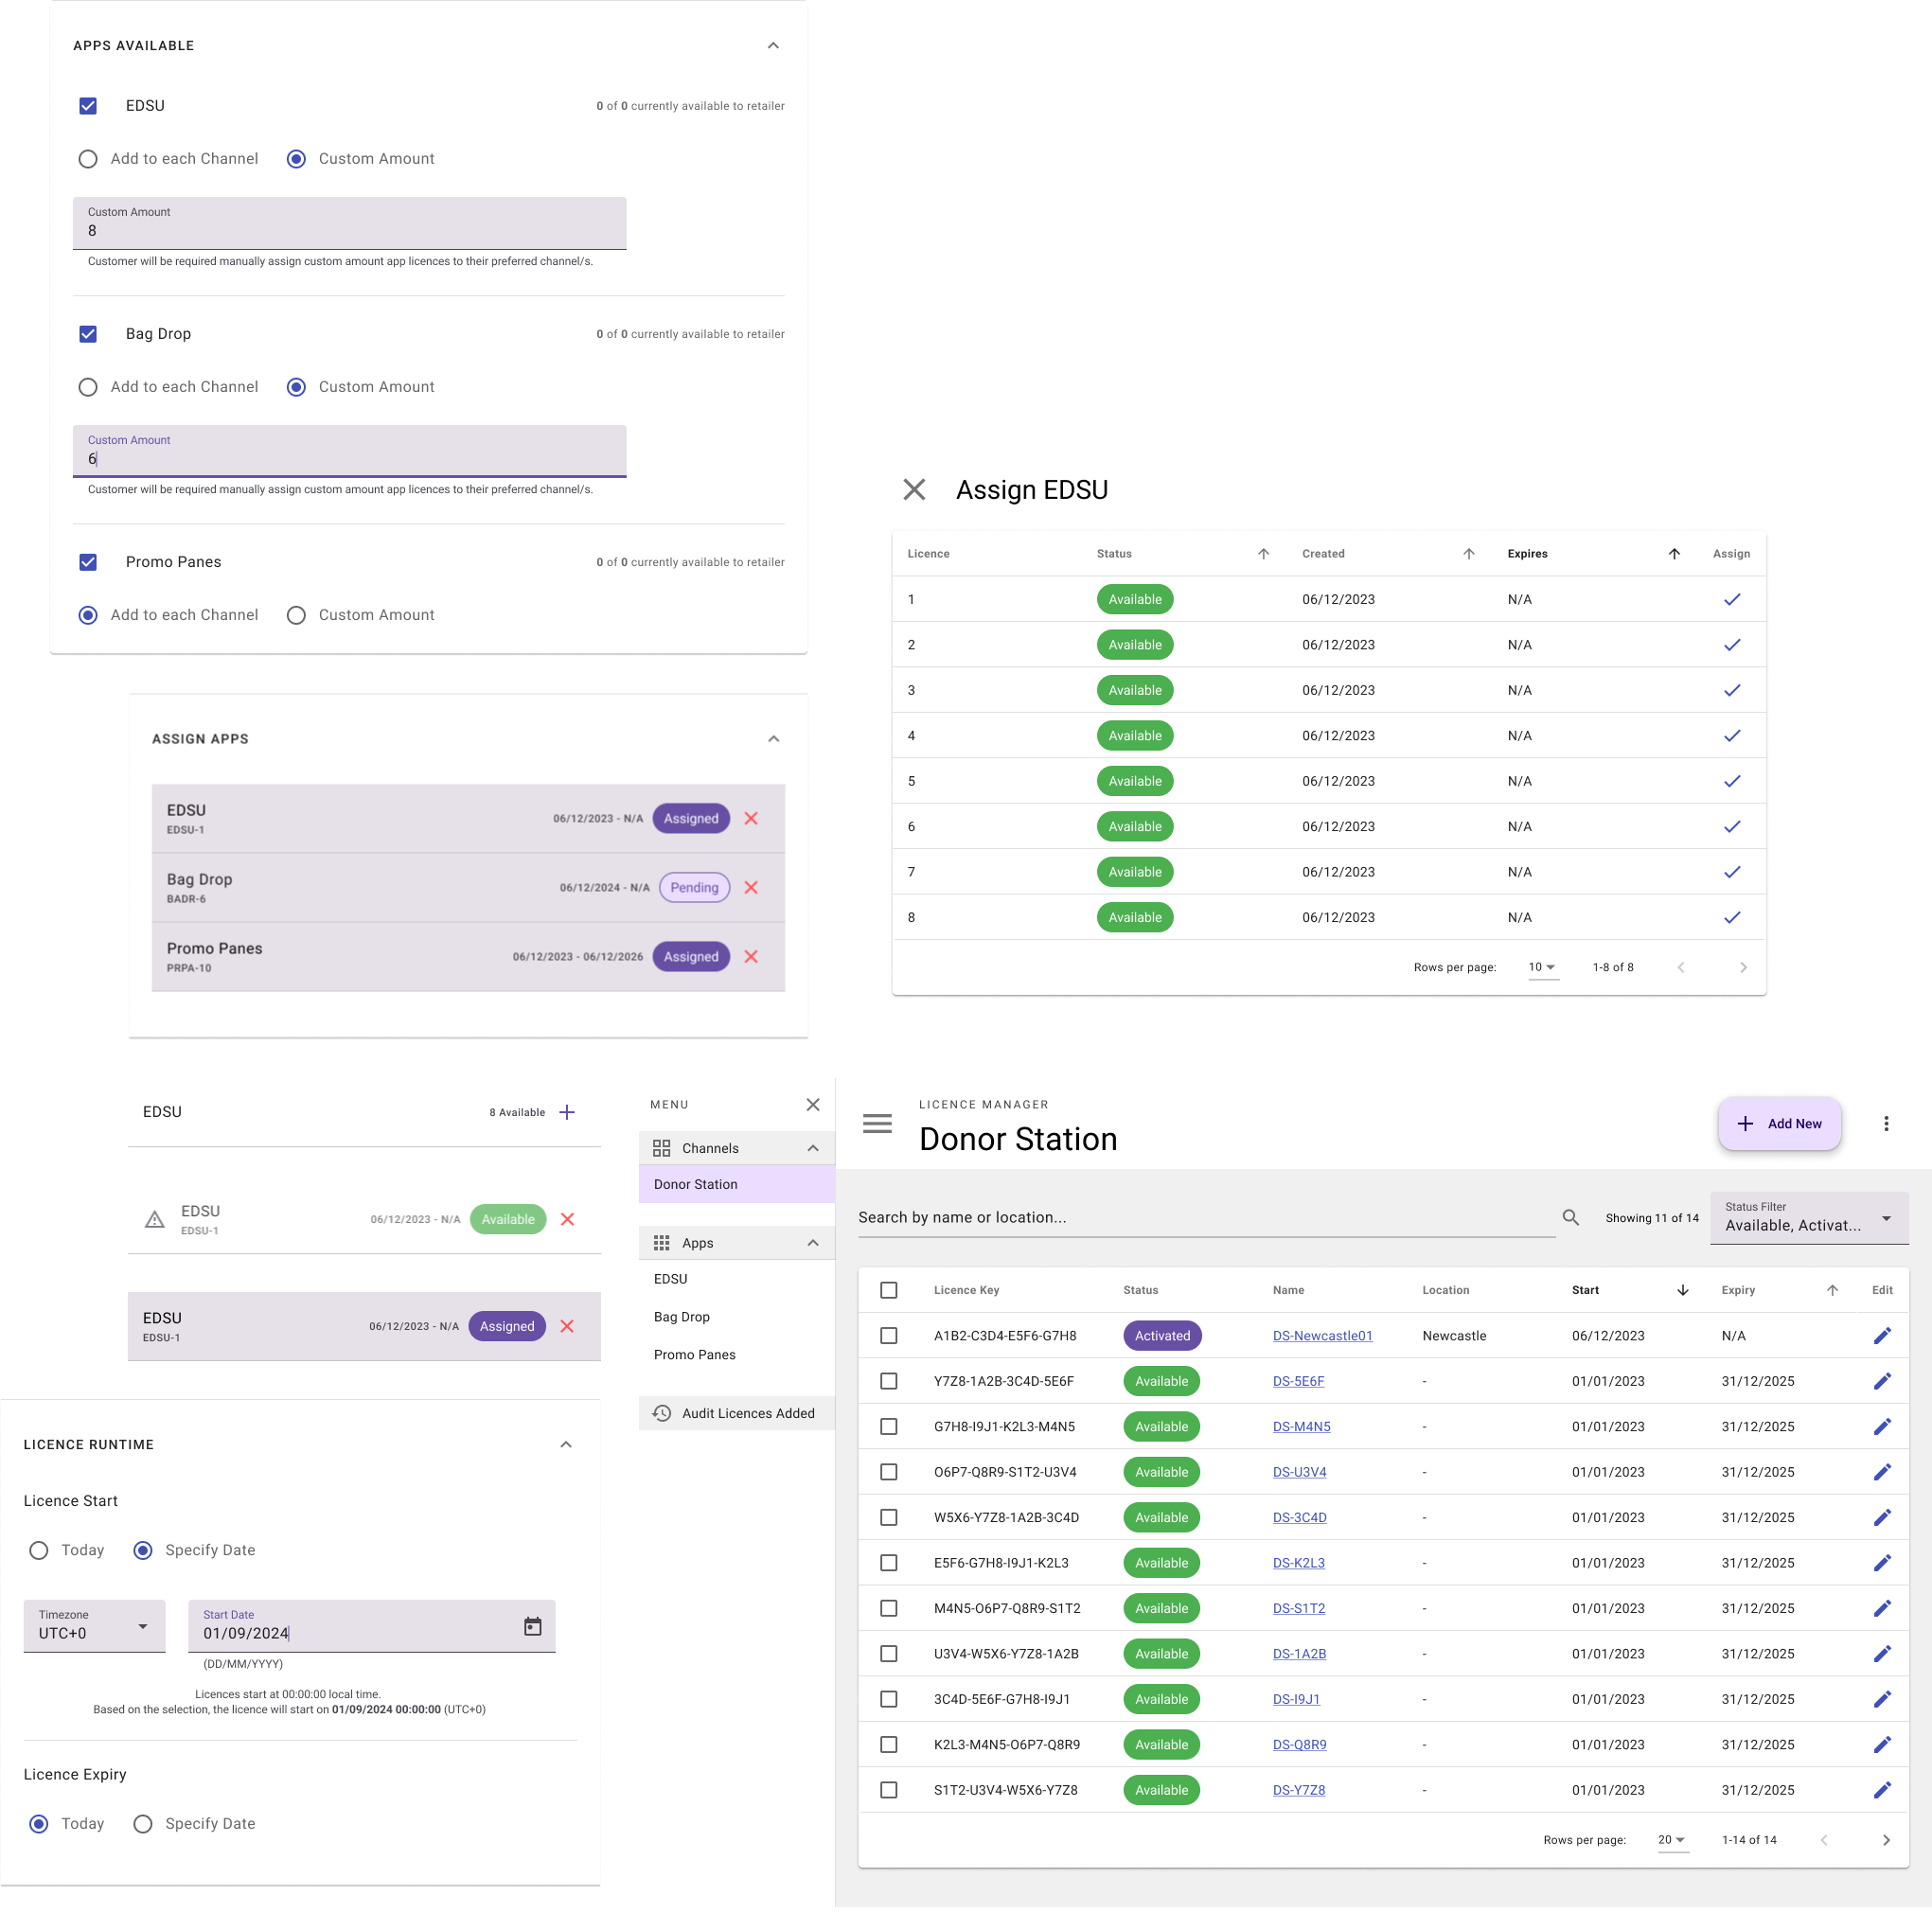 APPS AVAILABLE
EDSU
0 of 0 currently available to retailer
Add to each Channel
Custom Amount
Custom Amount
8
Customer will be required manually assign custom amount app licences to their preferred channel/s.
Bag Drop
0 of 0 currently available to retailer
Add to each Channel
Custom Amount
Custom Amount
6
Customer will be required manually assign custom amount app licences to their preferred channel/s.
Promo Panes
0 of 0 currently available to retailer
Add to each Channel
Custom Amount
ASSIGN APPS
EDSU
EDSU-1
06/12/2023 - N/A
Assigned
Bag Drop
BADR-6
06/12/2024 - N/A
Pending
Promo Panes
PRPA-10
06/12/2023 - 06/12/2026
Assigned
Assign EDSU
Licence Status Created Expires Assign
1 Available 06/12/2023 N/A
2 Available 06/12/2023 N/A
3 Available 06/12/2023 N/A
4 Available 06/12/2023 N/A
5 Available 06/12/2023 N/A
6 Available 06/12/2023 N/A
7 Available 06/12/2023 N/A
8 Available 06/12/2023 N/A
Rows per page: 10 1-8 of 8
EDSU
8 Available
EDSU
EDSU-1
06/12/2023 - N/A
Available
EDSU
EDSU-1
06/12/2023 - N/A
Assigned
LICENCE RUNTIME
Licence Start
Today
Specify Date
Timezone
UTC+0
Start Date
01/09/2024
(DD/MM/YYYY)
Licences start at 00:00:00 local time.
Based on the selection, the licence will start on 01/09/2024 00:00:00 (UTC+0)
Licence Expiry
Today
Specify Date
MENU
Channels
Donor Station
Apps
EDSU
Bag Drop
Promo Panes
Audit Licences Added
LICENCE MANAGER
Donor Station
Add New
Search by name or location...
Showing 11 of 14
Status Filter
Available, Activat...
Licence Key Status Name Location Start Expiry Edit
A1B2-C3D4-E5F6-G7H8 Activated DS-Newcastle01 Newcastle 06/12/2023 N/A
Y7Z8-1A2B-3C4D-5E6F Available DS-5E6F - 01/01/2023 31/12/2025
G7H8-I9J1-K2L3-M4N5 Available DS-M4N5 - 01/01/2023 31/12/2025
O6P7-Q8R9-S1T2-U3V4 Available DS-U3V4 - 01/01/2023 31/12/2025
W5X6-Y7Z8-1A2B-3C4D Available DS-3C4D - 01/01/2023 31/12/2025
E5F6-G7H8-I9J1-K2L3 Available DS-K2L3 - 01/01/2023 31/12/2025
M4N5-O6P7-Q8R9-S1T2 Available DS-S1T2 - 01/01/2023 31/12/2025
U3V4-W5X6-Y7Z8-1A2B Available DS-1A2B - 01/01/2023 31/12/2025
3C4D-5E6F-G7H8-I9J1 Available DS-I9J1 - 01/01/2023 31/12/2025
K2L3-M4N5-O6P7-Q8R9 Available DS-Q8R9 - 01/01/2023 31/12/2025
S1T2-U3V4-W5X6-Y7Z8 Available DS-Y7Z8 - 01/01/2023 31/12/2025
Rows per page: 20 1-14 of 14